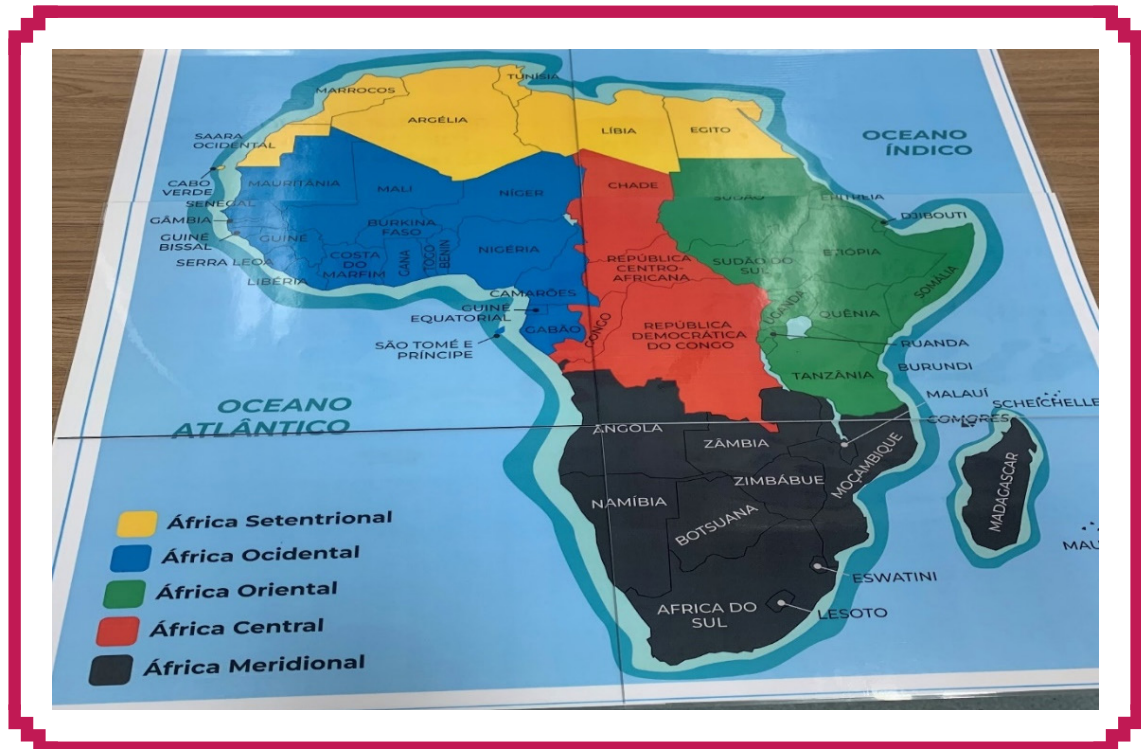 TUNÍSIA
MARROCOS
ARGÉLIA
LÍBIA
EGITO
OCEANO
ÍNDICO
SAARA
OCIDENTAL
CABO
VERDE
MAURITÂNIA
MALI
NÍGER
CHADE
SUDÃO
ERITREIA
DJIBOUTI
SENEGAL
GÂMBIA
GUINÉ
BISSAL
GUINÉ
SERRA LEOA
LIBÉRIA
BURKINA
FASO
COSTA
DO
MARFIM
GANA
TOGO
BENIN
NIGÉRIA
REPÚBLICA
CENTRO-
AFRICANA
SUDÃO DO
SUL
ETIÓPIA
SOMÁLIA
CAMARÕES
GUINÉ
EQUATORIAL
GABÃO
CONGO
SÃO TOMÉ E
PRÍNCIPE
REPÚBLICA
DEMOCRÁTICA
DO CONGO
UGANDA
QUÊNIA
RUANDA
BURUNDI
TANZÂNIA
MALAUÍ
SCHEICHELLE
COMORES
OCEANO
ATLÂNTICO
ANGOLA
ZÂMBIA
MOÇAMBIQUE
ZIMBÁBUE
NAMÍBIA
BOTSUANA
MADAGASCAR
MAU
ESWATINI
LESOTO
AFRICA DO
SUL
África Setentrional
África Ocidental
África Oriental
África Central
África Meridional